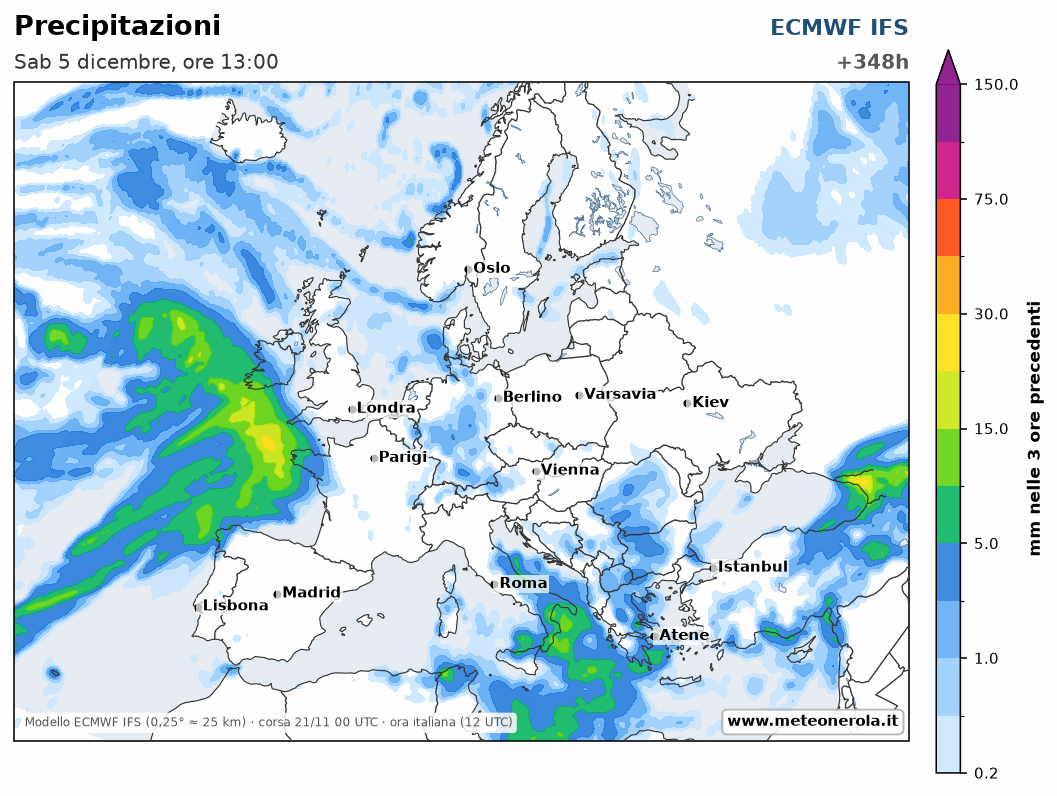 Precipitazioni
ECMWF IFS
Sab 5 dicembre, ore 13:00
+348h
150.0
75.0
30.0
15.0
5.0
1.0
0.2
mm nelle 3 ore precedenti
Oslo
Londra
Berlino
Varsavia
Kiev
Parigi
Vienna
Istanbul
Roma
Madrid
Lisbona
Atene
Modello ECMWF IFS (0,25° ≈ 25 km) · corsa 21/11 00 UTC · ora italiana (12 UTC)
www.meteonerola.it